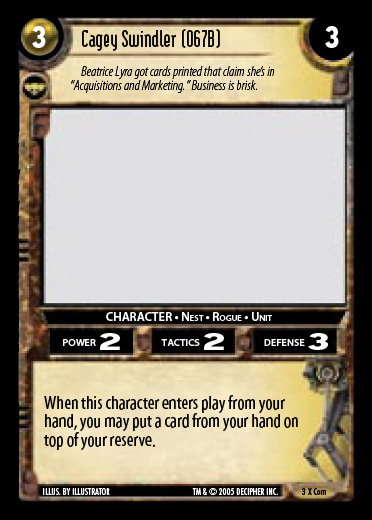 3 Cagey Swindler (067B) 3
Beatrice Lyra got cards printed that claim she's in
"Acquisitions and Marketing." Business is brisk.
CHARACTER • NEST • ROGUE • UNIT
POWER 2 TACTICS 2 DEFENSE 3
When this character enters play from your
hand, you may put a card from your hand on
top of your reserve.
ILLUS. BY ILLUSTRATOR TM & © 2005 DECIPHER INC. 3 X Com